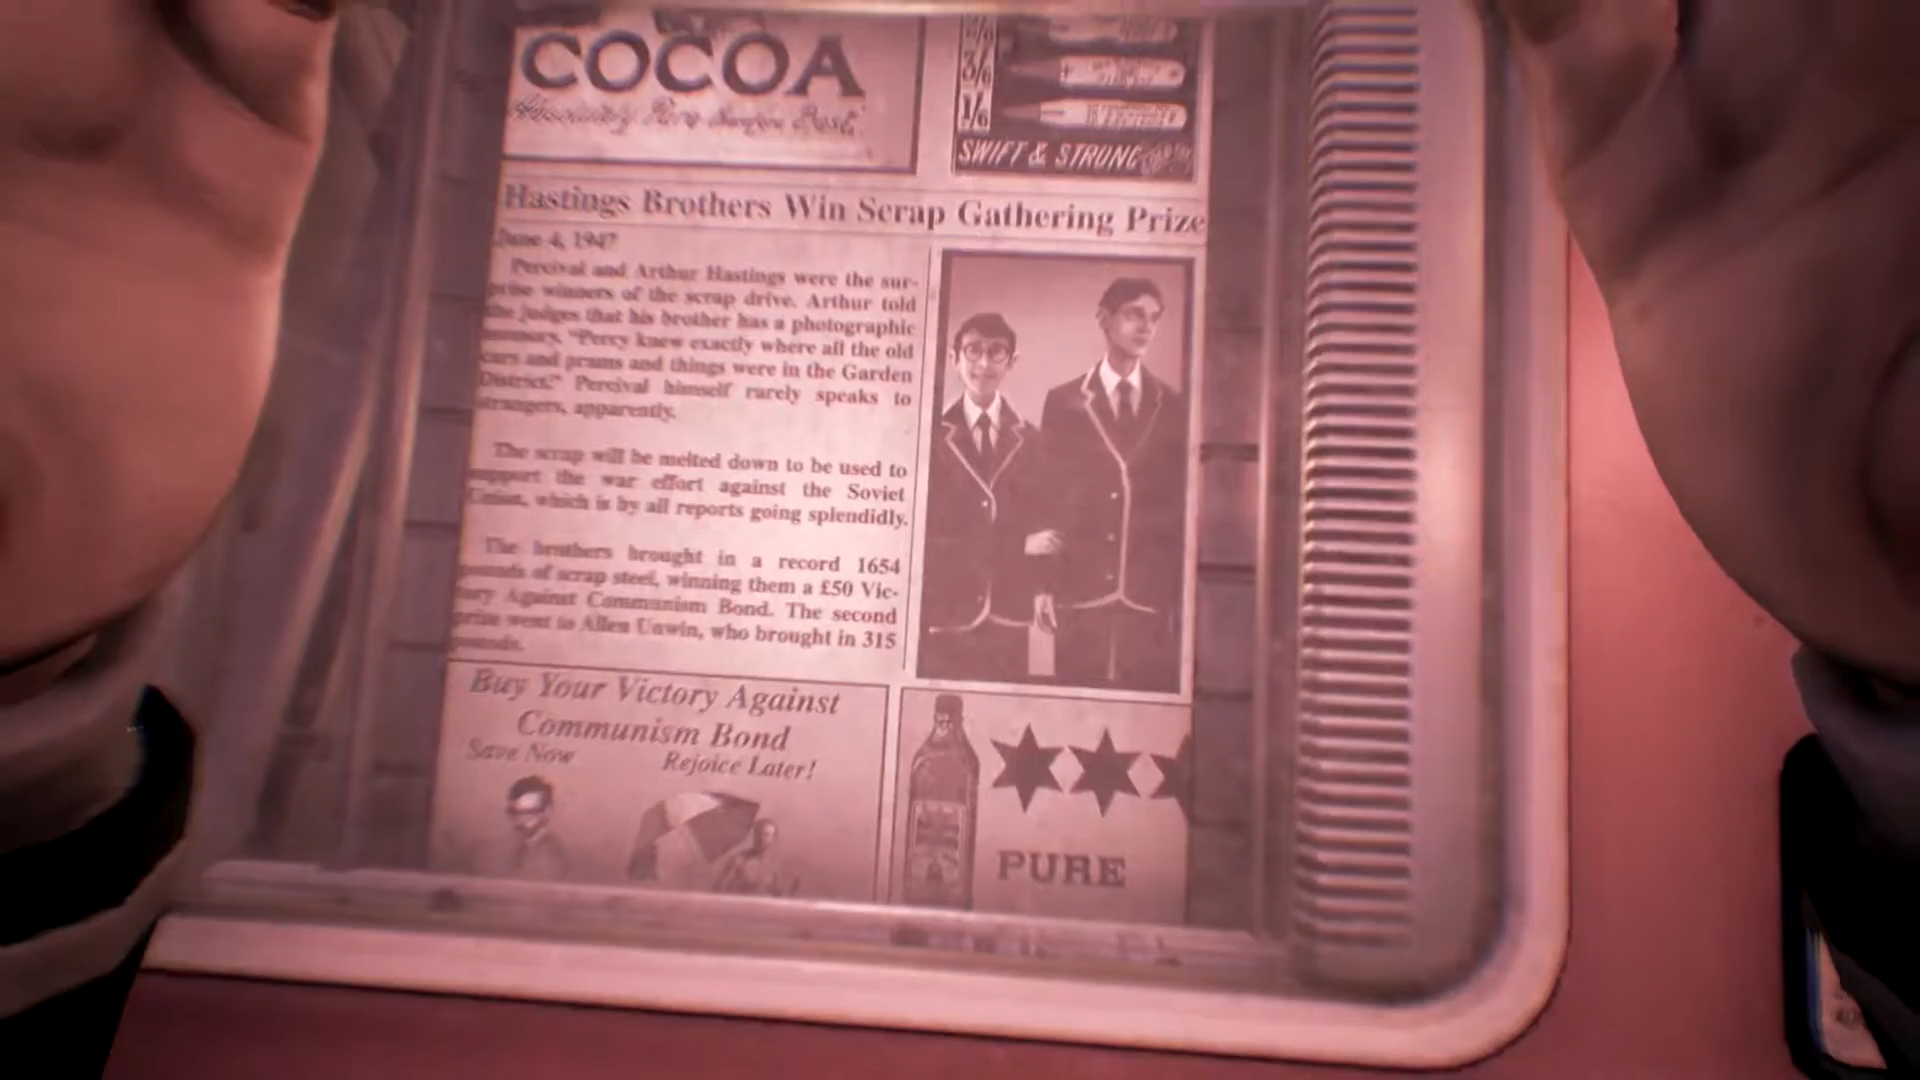 COCOA
3/6
1/6
SWIFT & STRONG
Hastings Brothers Win Scrap Gathering Prize
June 4, 1947
Percival and Arthur Hastings were the sur-
prise winners of the scrap drive. Arthur told
the judges that his brother has a photographic
memory. "Percy knew exactly where all the old
cars and prams and things were in the Garden
District." Percival himself rarely speaks to
strangers, apparently.
The scrap will be melted down to be used to
support the war effort against the Soviet
Union, which is by all reports going splendidly.
The brothers brought in a record 1654
pounds of scrap steel, winning them a £50 Vic-
tory Against Communism Bond. The second
prize went to Allen Unwin, who brought in 315
pounds.
Buy Your Victory Against
Communism Bond
Save Now Rejoice Later!
PURE